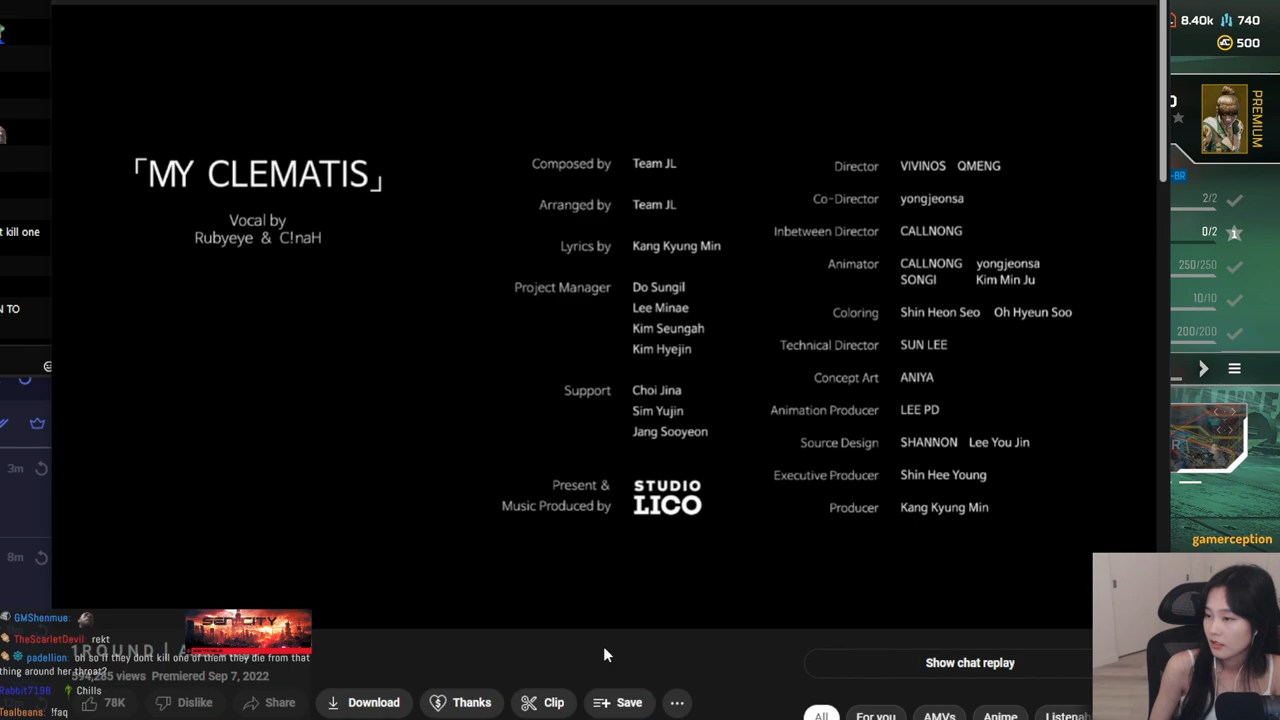 「MY CLEMATIS」
Vocal by
Rubyeye & C!naH
Composed by Team JL
Arranged by Team JL
Lyrics by Kang Kyung Min
Project Manager Do Sungil
Lee Minae
Kim Seungah
Kim Hyejin
Support Choi Jina
Sim Yujin
Jang Sooyeon
Present &
Music Produced by
STUDIO
LICO
Director VIVINOS QMENG
Co-Director yongjeonsa
Inbetween Director CALLNONG
Animator CALLNONG yongjeonsa
SONGI Kim Min Ju
Coloring Shin Heon Seo Oh Hyeun Soo
Technical Director SUN LEE
Concept Art ANIYA
Animation Producer LEE PD
Source Design SHANNON Lee You Jin
Executive Producer Shin Hee Young
Producer Kang Kyung Min
8.40k 740
500
PREMIUM
-BR
2/2
0/2
250/250
10/10
200/200
gamerception
t kill one
N TO
3m
8m
GMShenmue:
TheScarletDevil: rekt
padellion: oh so if they dont kill one of them they die from that
thing around her throat?
Rabbit7198: Chills
Tealbeans: !faq
1ROUND | A
views Premiered Sep 7, 2022
78K Dislike Share Download Thanks Clip Save ...
Show chat replay
All For you AMVs Anime Listenab